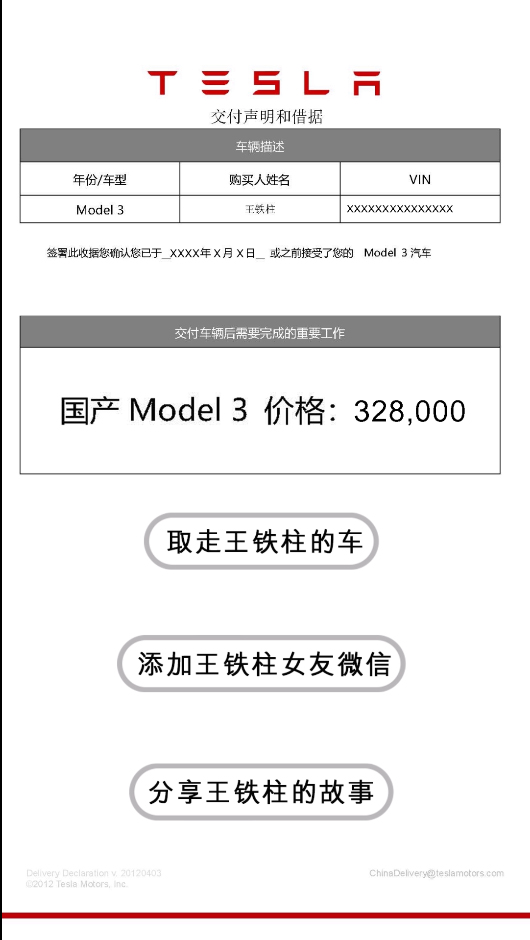 TESLA
交付声明和借据
车辆描述
年份/车型 购买人姓名 VIN
Model 3 王铁柱 XXXXXXXXXXXXXXX
签署此收据您确认您已于_XXXX年 X 月 X 日__ 或之前接受了您的 Model 3 汽车
交付车辆后需要完成的重要工作
国产 Model 3 价格：328,000
取走王铁柱的车
添加王铁柱女友微信
分享王铁柱的故事
Delivery Declaration v. 20120403 ChinaDelivery@teslamotors.com
©2012 Tesla Motors, Inc.